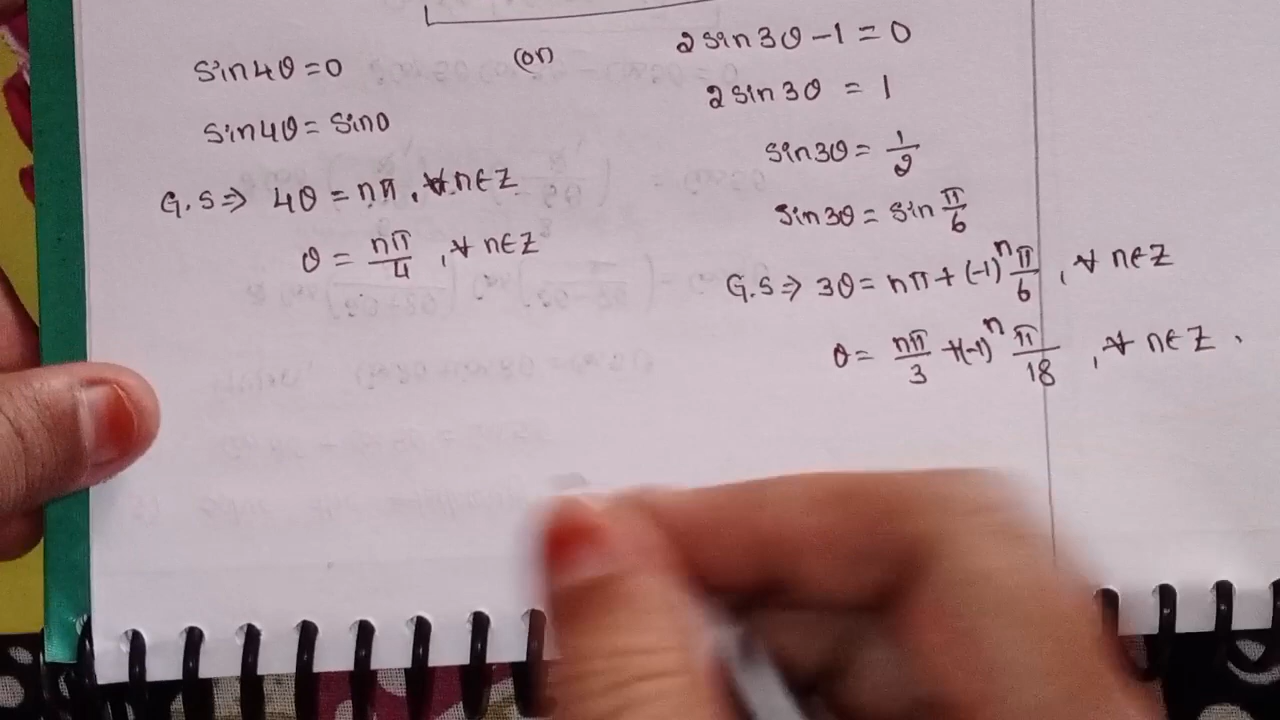 sin4θ=0
(or)
2sin3θ-1=0
sin4θ= sin0
2sin3θ = 1
sin3θ= 1/2
G.S⇒ 4θ = nπ, ∀ n∈Z
sin3θ = sin π/6
θ = nπ/4, ∀ n∈Z
G.S⇒ 3θ= nπ+(-1)^n π/6, ∀ n∈Z
θ= nπ/3 +(-1)^n π/18, ∀ n∈Z.